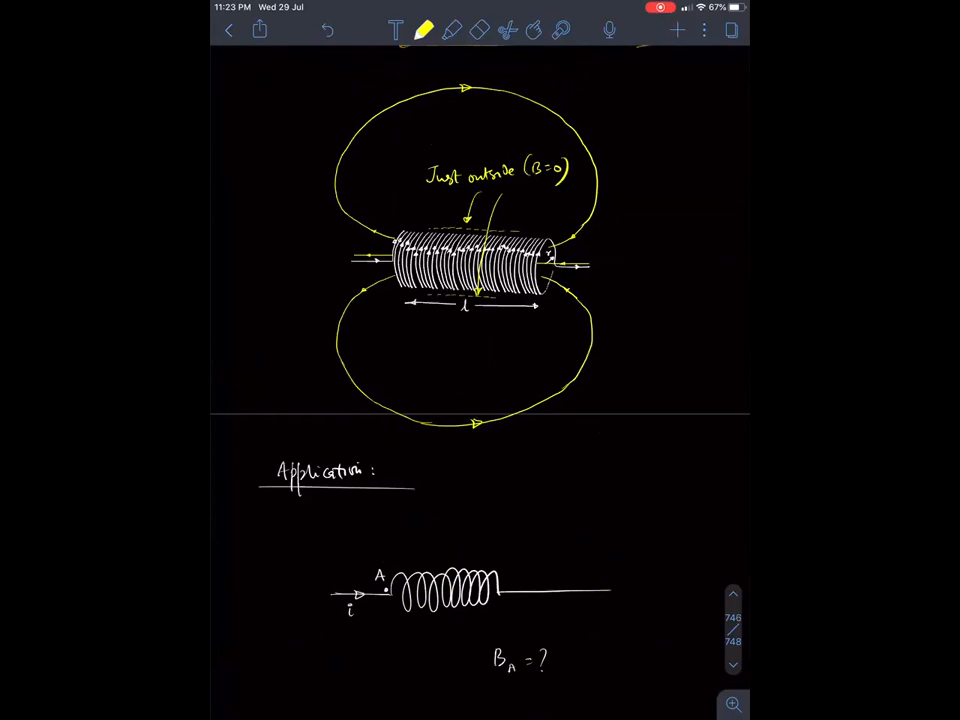 11:23 PM Wed 29 Jul
67%
T
Just outside (B=0)
r
l
Application:
A
i
B_A = ?
746
748